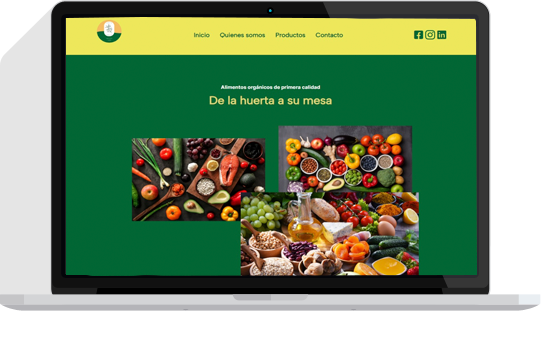 Inicio Quienes somos Productos Contacto
Alimentos orgánicos de primera calidad
De la huerta a su mesa